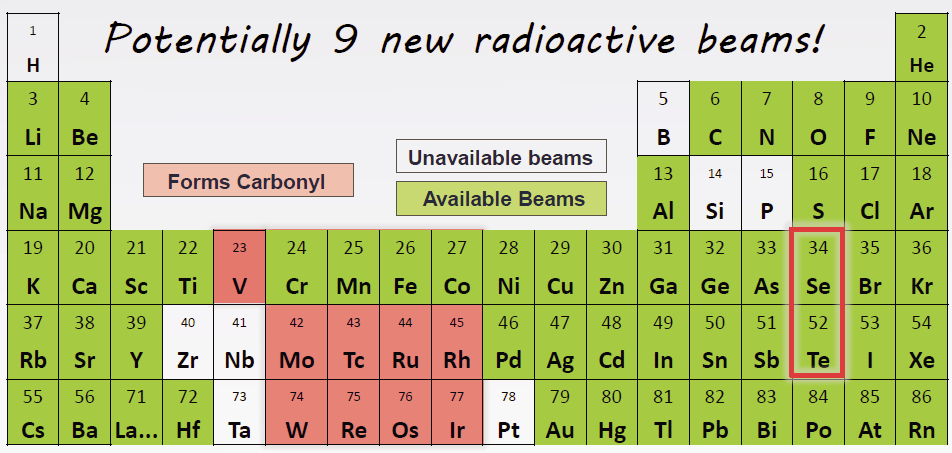 Potentially 9 new radioactive beams!
1 2
H He
3 4 5 6 7 8 9 10
Li Be B C N O F Ne
Unavailable beams
Forms Carbonyl
Available Beams
11 12 13 14 15 16 17 18
Na Mg Al Si P S Cl Ar
19 20 21 22 23 24 25 26 27 28 29 30 31 32 33 34 35 36
K Ca Sc Ti V Cr Mn Fe Co Ni Cu Zn Ga Ge As Se Br Kr
37 38 39 40 41 42 43 44 45 46 47 48 49 50 51 52 53 54
Rb Sr Y Zr Nb Mo Tc Ru Rh Pd Ag Cd In Sn Sb Te I Xe
55 56 71 72 73 74 75 76 77 78 79 80 81 82 83 84 85 86
Cs Ba La... Hf Ta W Re Os Ir Pt Au Hg Tl Pb Bi Po At Rn